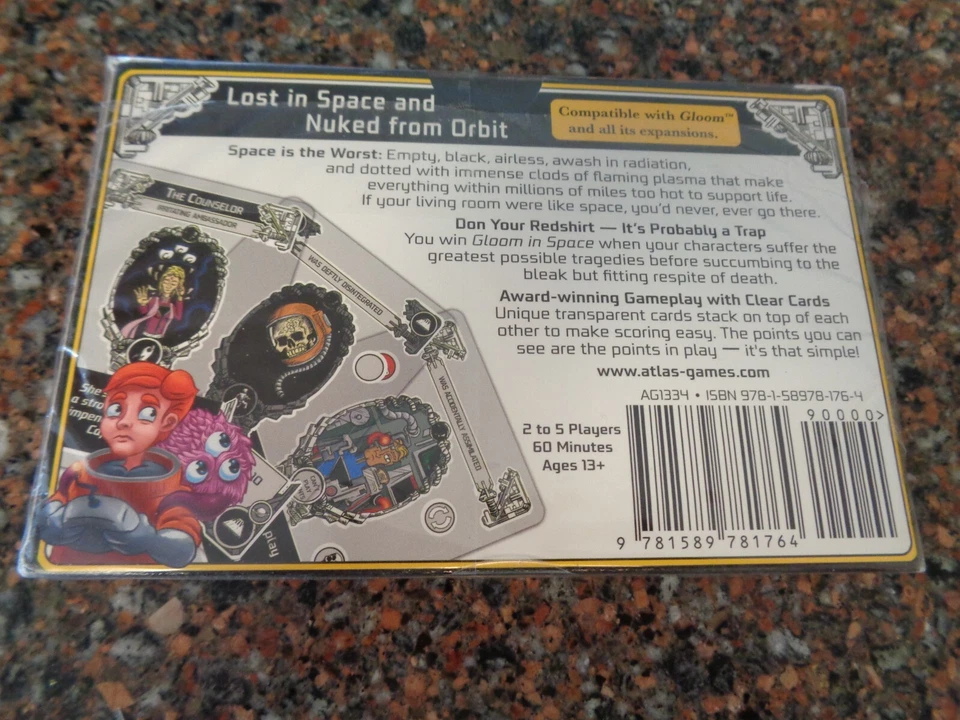 Lost in Space and
Nuked from Orbit
Compatible with Gloom™
and all its expansions.
Space is the Worst: Empty, black, airless, awash in radiation,
and dotted with immense clods of flaming plasma that make
everything within millions of miles too hot to support life.
If your living room were like space, you'd never, ever go there.
Don Your Redshirt — It's Probably a Trap
You win Gloom in Space when your characters suffer the
greatest possible tragedies before succumbing to the
bleak but fitting respite of death.
Award-winning Gameplay with Clear Cards
Unique transparent cards stack on top of each
other to make scoring easy. The points you can
see are the points in play — it's that simple!
www.atlas-games.com
AG1334 • ISBN 978-1-58978-176-4
90000>
2 to 5 Players
60 Minutes
Ages 13+
9 781589 781764
The Counselor
Irritating Ambassador
Was Deftly Disintegrated
Was Accidentally Assimilated
She's
a stro
impen
play